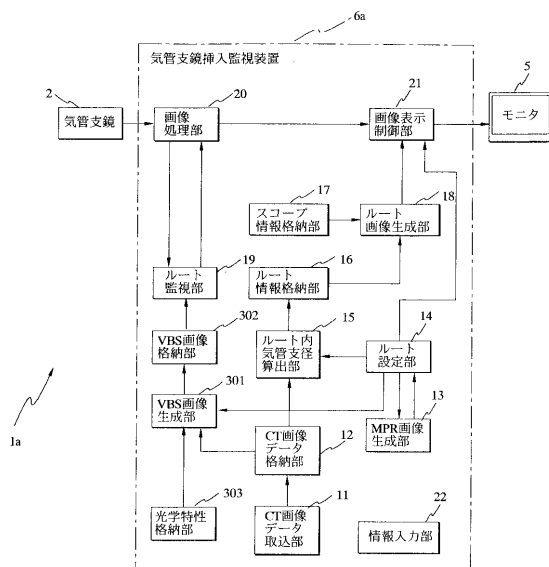 6a
気管支鏡挿入監視装置
2
気管支鏡
20
画像
処理部
21
画像表示
制御部
5
モニタ
17
スコープ
情報格納部
18
ルート
画像生成部
19
ルート
監視部
16
ルート
情報格納部
302
VBS画像
格納部
15
ルート内
気管支径
算出部
14
ルート
設定部
301
VBS画像
生成部
12
CT画像
データ
格納部
13
MPR画像
生成部
1a
303
光学特性
格納部
11
CT画像
データ
取込部
22
情報入力部